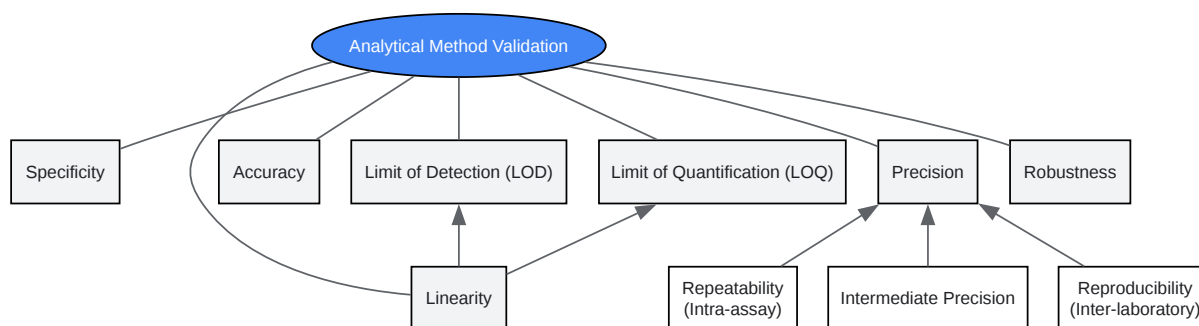 Analytical Method Validation
Specificity
Accuracy
Limit of Detection (LOD)
Limit of Quantification (LOQ)
Precision
Robustness
Linearity
Repeatability
(Intra-assay)
Intermediate Precision
Reproducibility
(Inter-laboratory)